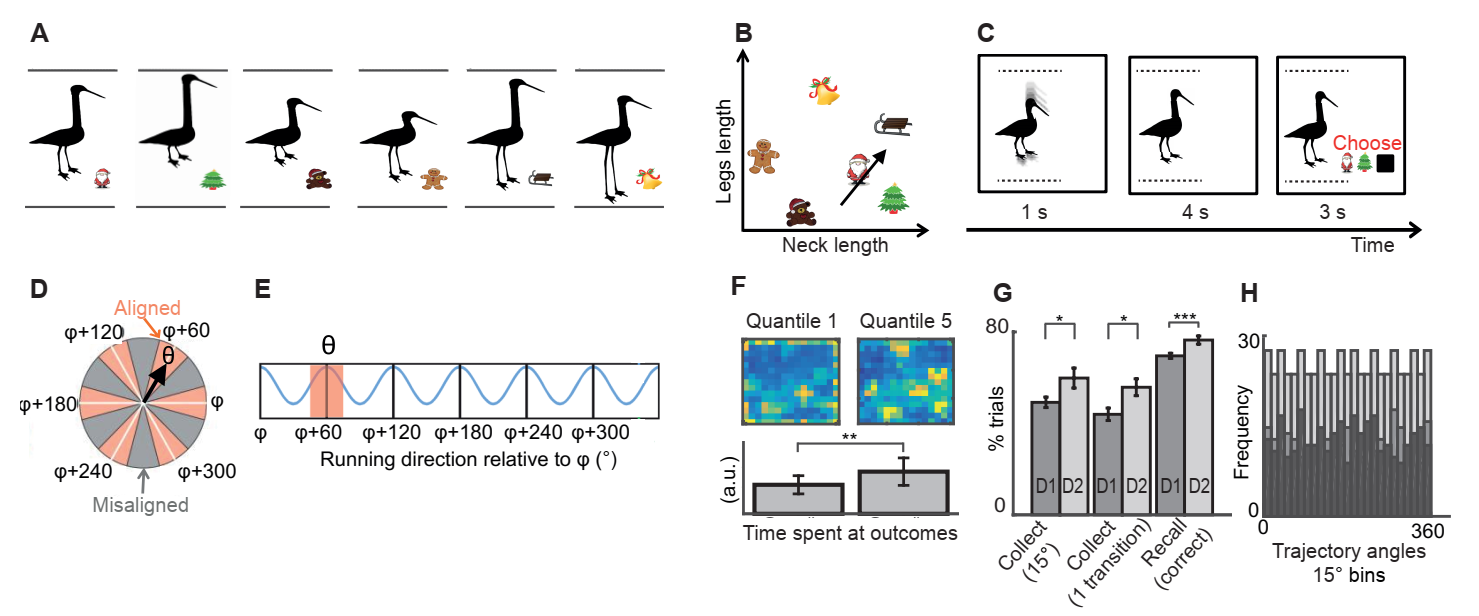 A
B
Legs length
Neck length
C
Choose
1 s
4 s
3 s
Time
D
Aligned
φ+120
φ+60
θ
φ+180
φ
φ+240
φ+300
Misaligned
E
θ
φ
φ+60
φ+120
φ+180
φ+240
φ+300
Running direction relative to φ (°)
F
Quantile 1
Quantile 5
**
(a.u.)
Time spent at outcomes
G
80
% trials
0
*
*
***
D1
D2
D1
D2
D1
D2
Collect
(15°)
Collect
(1 transition)
Recall
(correct)
H
30
Frequency
0
0
360
Trajectory angles
15° bins